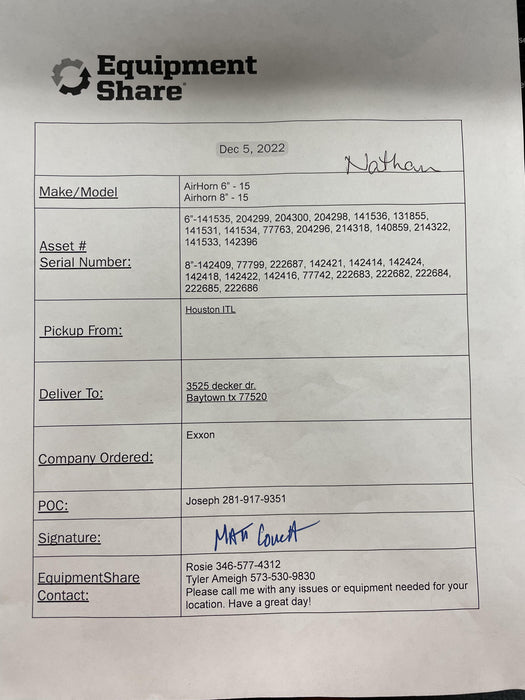 Equipment
Share
Dec 5, 2022
Nathan
Make/Model
AirHorn 6" - 15
Airhorn 8" - 15
Asset #
Serial Number:
6"-141535, 204299, 204300, 204298, 141536, 131855,
141531, 141534, 77763, 204296, 214318, 140859, 214322,
141533, 142396
8"-142409, 77799, 222687, 142421, 142414, 142424,
142418, 142422, 142416, 77742, 222683, 222682, 222684,
222685, 222686
Pickup From:
Houston ITL
Deliver To:
3525 decker dr.
Baytown tx 77520
Company Ordered:
Exxon
POC:
Joseph 281-917-9351
Signature:
EquipmentShare
Contact:
Rosie 346-577-4312
Tyler Ameigh 573-530-9830
Please call me with any issues or equipment needed for your
location. Have a great day!